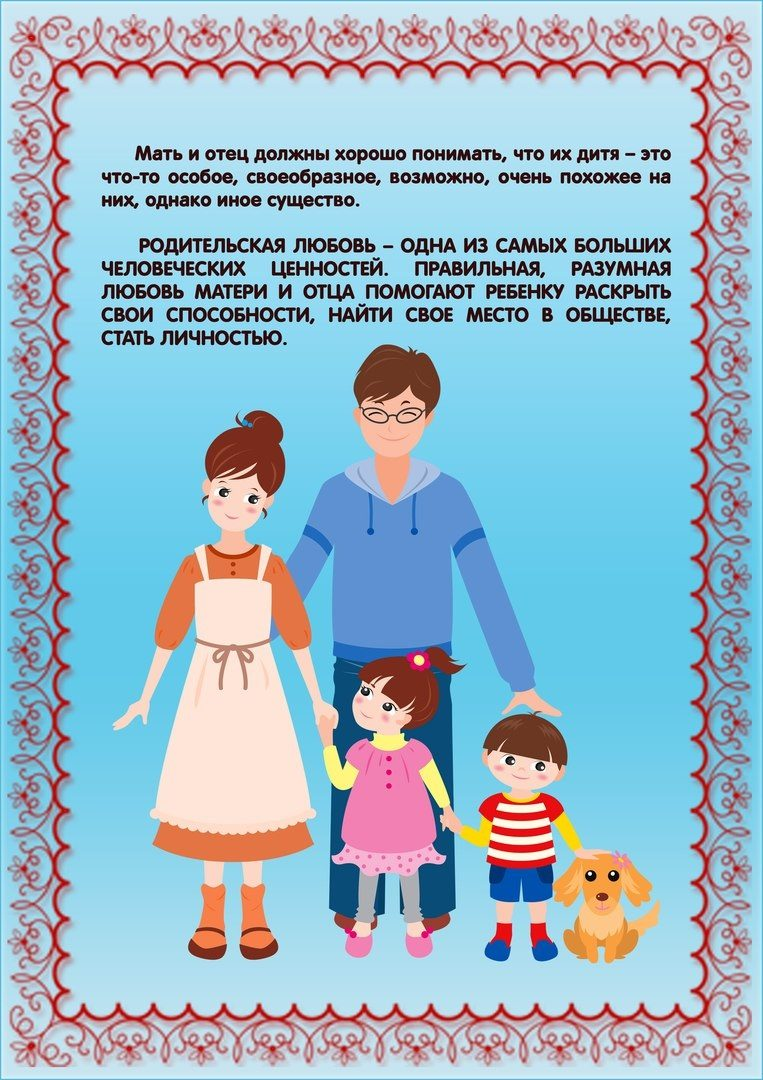 Мать и отец должны хорошо понимать, что их дитя – это
что-то особое, своеобразное, возможно, очень похожее на
них, однако иное существо.
РОДИТЕЛЬСКАЯ ЛЮБОВЬ – ОДНА ИЗ САМЫХ БОЛЬШИХ
ЧЕЛОВЕЧЕСКИХ ЦЕННОСТЕЙ. ПРАВИЛЬНАЯ, РАЗУМНАЯ
ЛЮБОВЬ МАТЕРИ И ОТЦА ПОМОГАЮТ РЕБЕНКУ РАСКРЫТЬ
СВОИ СПОСОБНОСТИ, НАЙТИ СВОЕ МЕСТО В ОБЩЕСТВЕ,
СТАТЬ ЛИЧНОСТЬЮ.